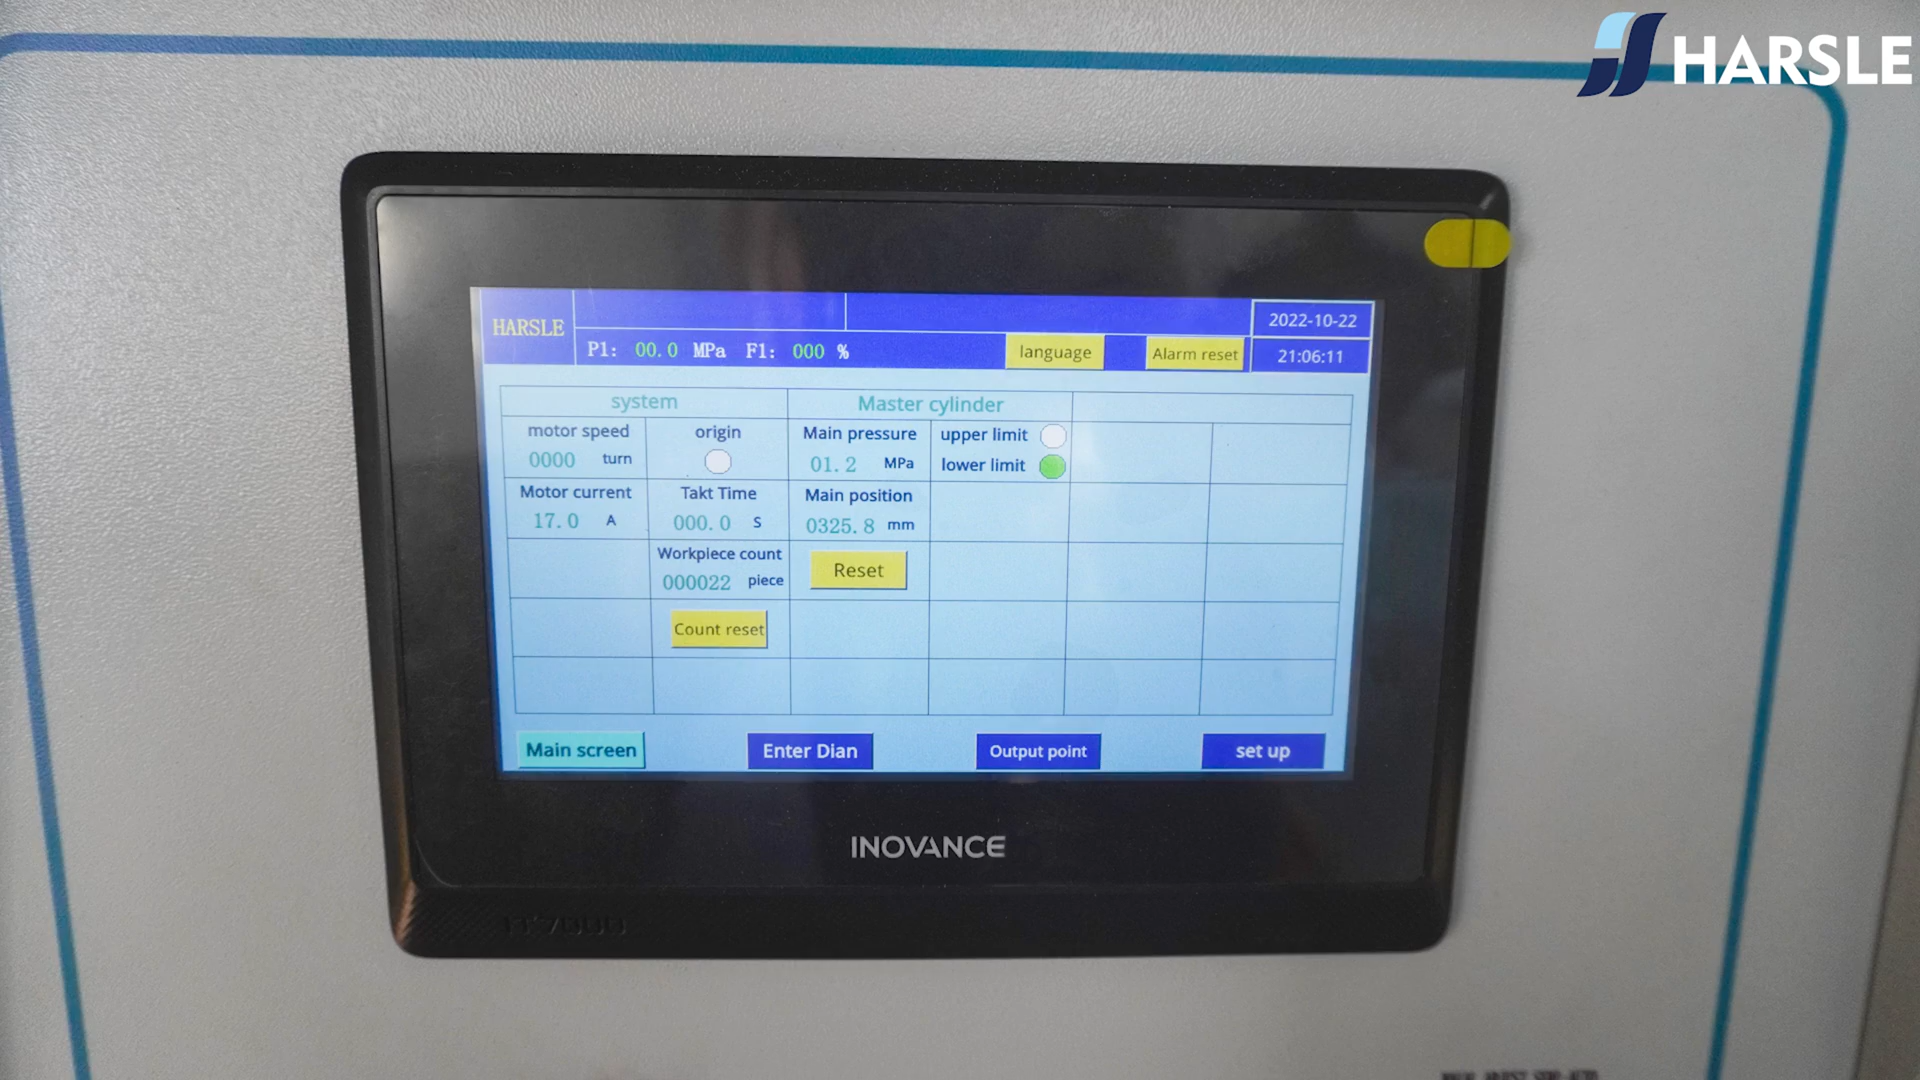 HARSLE
HARSLE
2022-10-22
P1: 00.0 MPa F1: 000 %
language
Alarm reset
21:06:11
system
Master cylinder
motor speed
0000 turn
origin
Main pressure
01.2 MPa
upper limit
lower limit
Motor current
17.0 A
Takt Time
000.0 S
Main position
0325.8 mm
Workpiece count
000022 piece
Reset
Count reset
Main screen
Enter Dian
Output point
set up
INOVANCE
IT7000